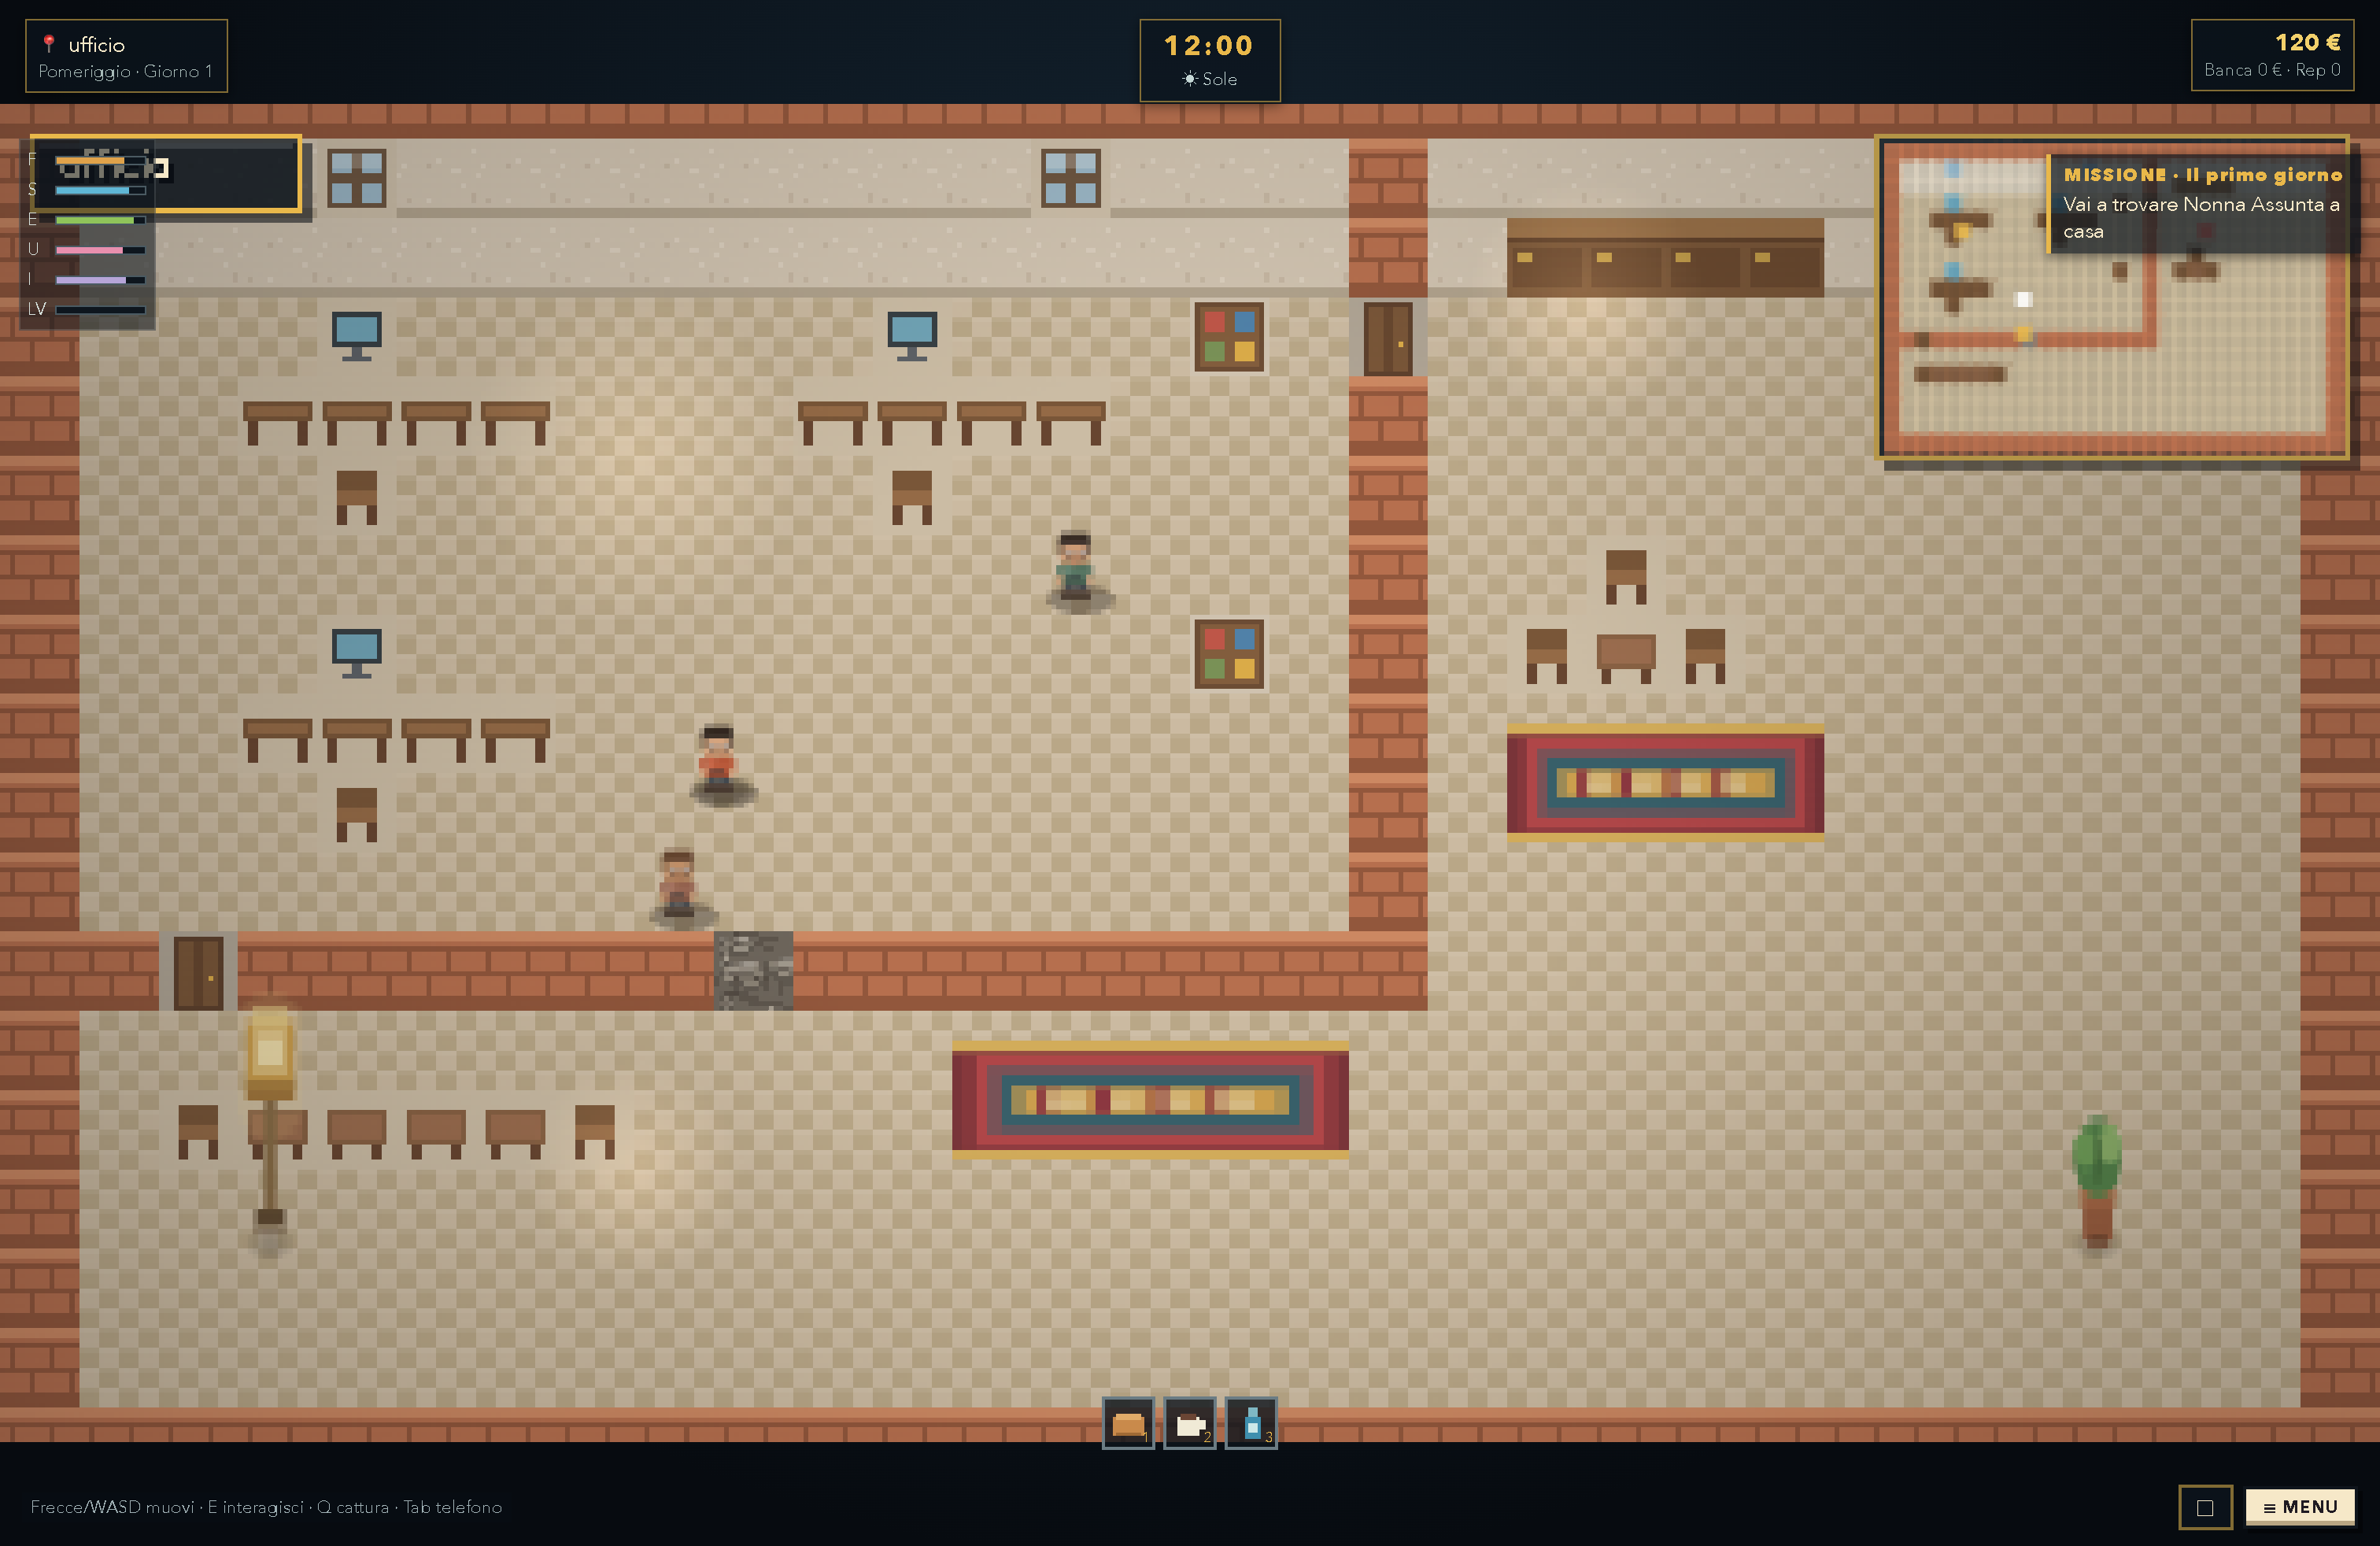 ufficio
Pomeriggio · Giorno 1
12:00
☀ Sole
120 €
Banca 0 € · Rep 0
F
S
E
U
I
LV
MISSIONE · Il primo giorno
Vai a trovare Nonna Assunta a
casa
1
2
3
Frecce/WASD muovi · E interagisci · Q cattura · Tab telefono
≡ MENU